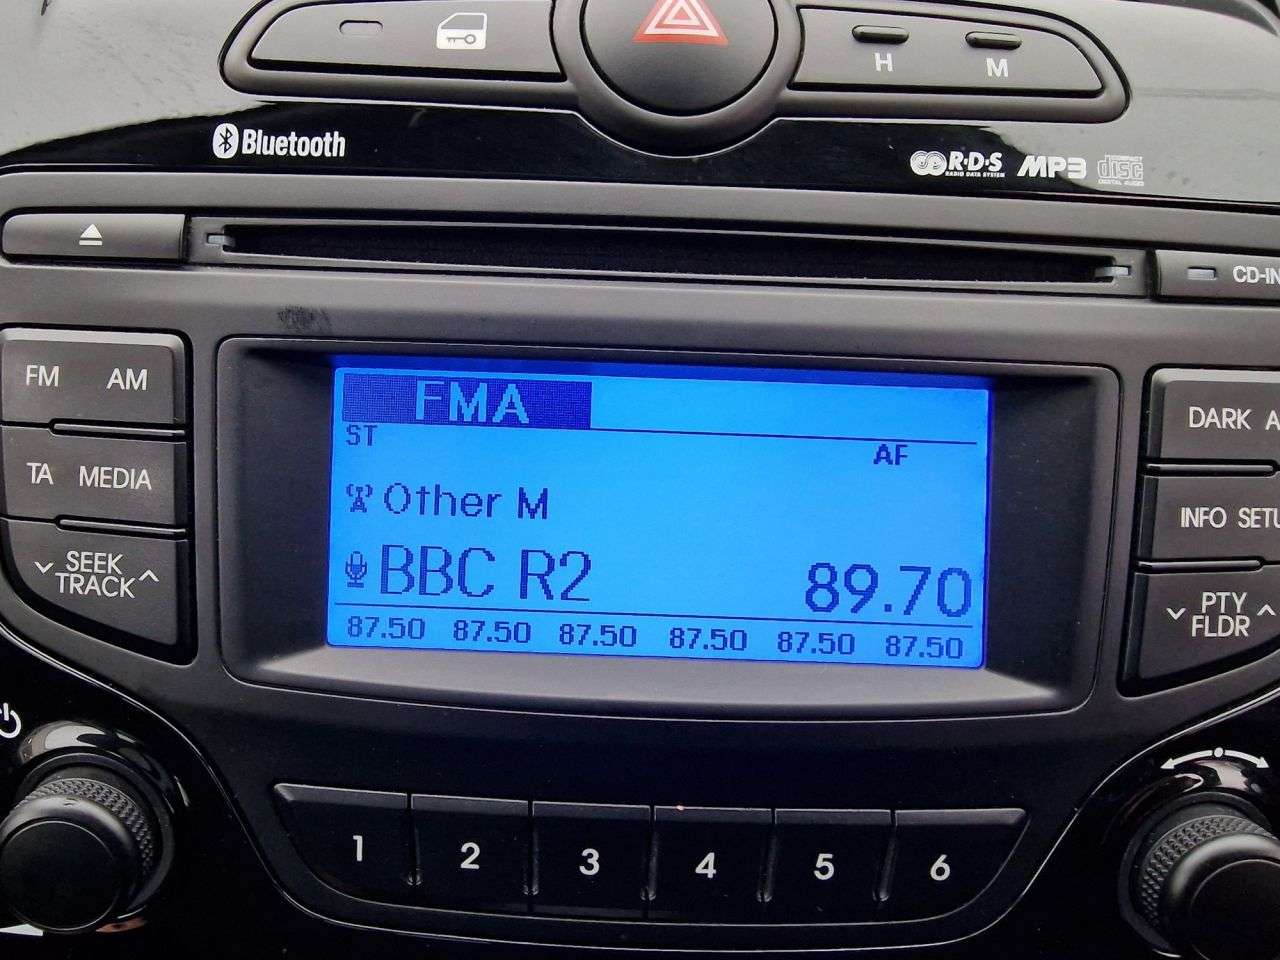 H M
Bluetooth
R·D·S MP3 COMPACT
RADIO DATA SYSTEM disc
DIGITAL AUDIO
CD-IN
FM AM
TA MEDIA
SEEK
TRACK
FMA
ST
AF
Other M
BBC R2 89.70
87.50 87.50 87.50 87.50 87.50 87.50
DARK A
INFO SETU
PTY
FLDR
1 2 3 4 5 6